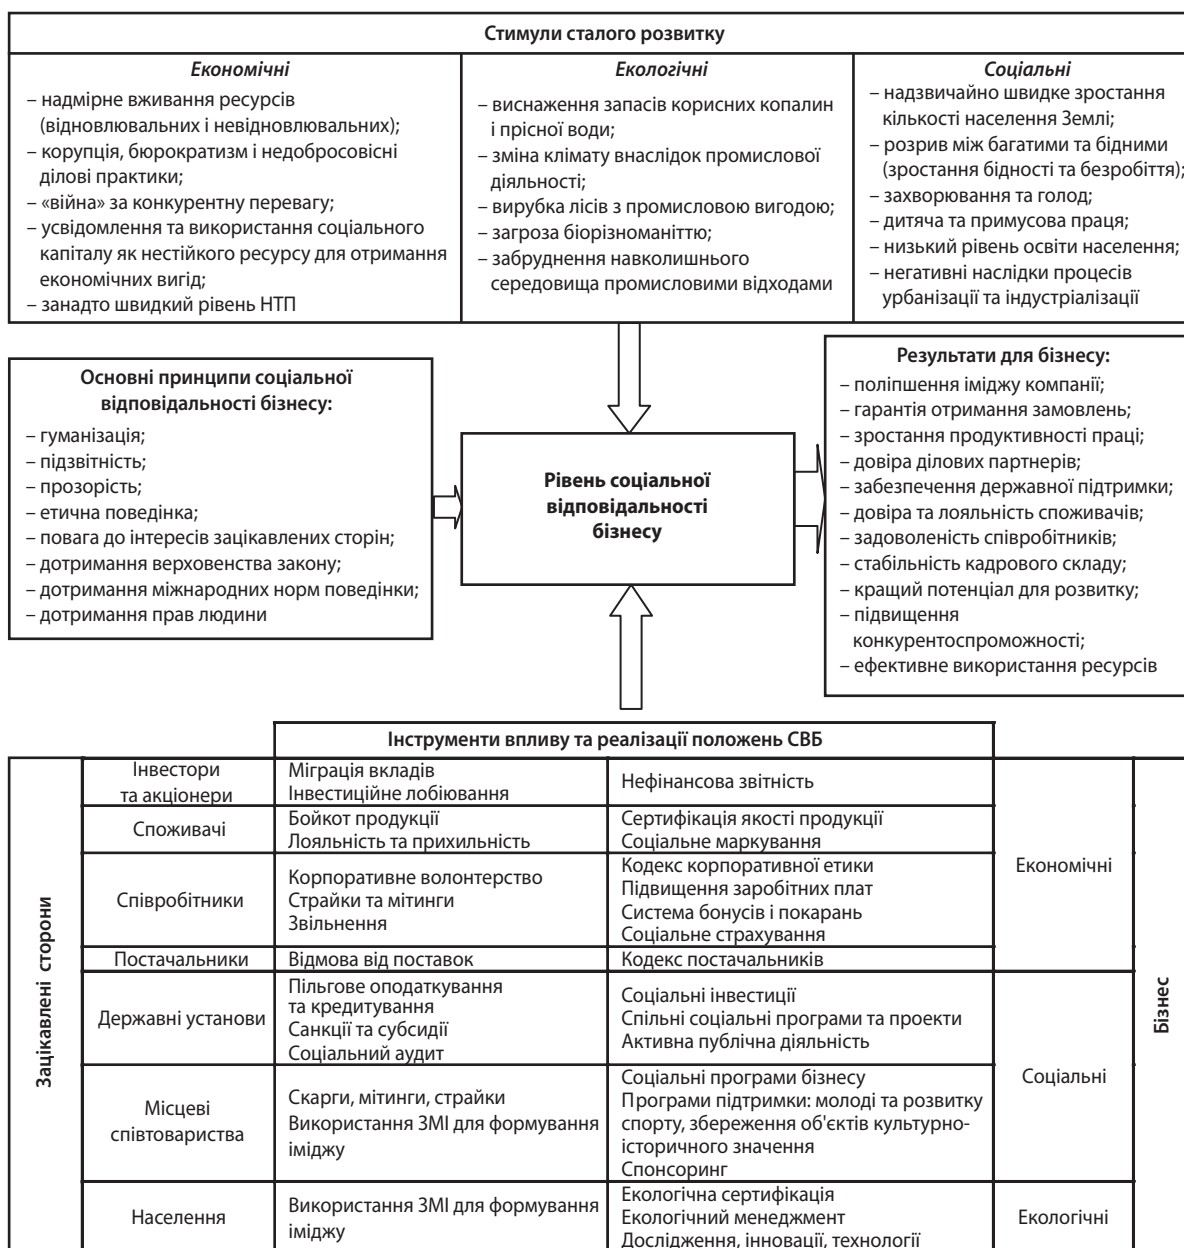 Стимули сталого розвитку
Економічні
– надмірне вживання ресурсів
(відновлювальних і невідновлювальних);
– корупція, бюрократизм і недобросовісні
ділові практики;
– «війна» за конкурентну перевагу;
– усвідомлення та використання соціального
капіталу як нестійкого ресурсу для отримання
економічних вигід;
– занадто швидкий рівень НТП
Екологічні
– виснаження запасів корисних копалин
і прісної води;
– зміна клімату внаслідок промислової
діяльності;
– вирубка лісів з промисловою вигодою;
– загроза біорізноманіттю;
– забруднення навколишнього
середовища промисловими відходами
Соціальні
– надзвичайно швидке зростання
кількості населення Землі;
– розрив між багатими та бідними
(зростання бідності та безробіття);
– захворювання та голод;
– дитяча та примусова праця;
– низький рівень освіти населення;
– негативні наслідки процесів
урбанізації та індустріалізації
Основні принципи соціальної
відповідальності бізнесу:
– гуманізація;
– підзвітність;
– прозорість;
– етична поведінка;
– повага до інтересів зацікавлених сторін;
– дотримання верховенства закону;
– дотримання міжнародних норм поведінки;
– дотримання прав людини
Рівень соціальної
відповідальності
бізнесу
Результати для бізнесу:
– поліпшення іміджу компанії;
– гарантія отримання замовлень;
– зростання продуктивності праці;
– довіра ділових партнерів;
– забезпечення державної підтримки;
– довіра та лояльність споживачів;
– задоволеність співробітників;
– стабільність кадрового складу;
– кращий потенціал для розвитку;
– підвищення
конкурентоспроможності;
– ефективне використання ресурсів
Інструменти впливу та реалізації положень СВБ
Зацікавлені сторони
Інвестори
та акціонери
Міграція вкладів
Інвестиційне лобіювання
Нефінансова звітність
Споживачі
Бойкот продукції
Лояльність та прихильність
Сертифікація якості продукції
Соціальне маркування
Співробітники
Корпоративне волонтерство
Страйки та мітинги
Звільнення
Кодекс корпоративної етики
Підвищення заробітних плат
Система бонусів і покарань
Соціальне страхування
Постачальники
Відмова від поставок
Кодекс постачальників
Економічні
Державні установи
Пільгове оподаткування
та кредитування
Санкції та субсидії
Соціальний аудит
Соціальні інвестиції
Спільні соціальні програми та проекти
Активна публічна діяльність
Місцеві
співтовариства
Скарги, мітинги, страйки
Використання ЗМІ для формування
іміджу
Соціальні програми бізнесу
Програми підтримки: молоді та розвитку
спорту, збереження об'єктів культурно-
історичного значення
Спонсоринг
Соціальні
Населення
Використання ЗМІ для формування
іміджу
Екологічна сертифікація
Екологічний менеджмент
Дослідження, інновації, технології
Екологічні
Бізнес